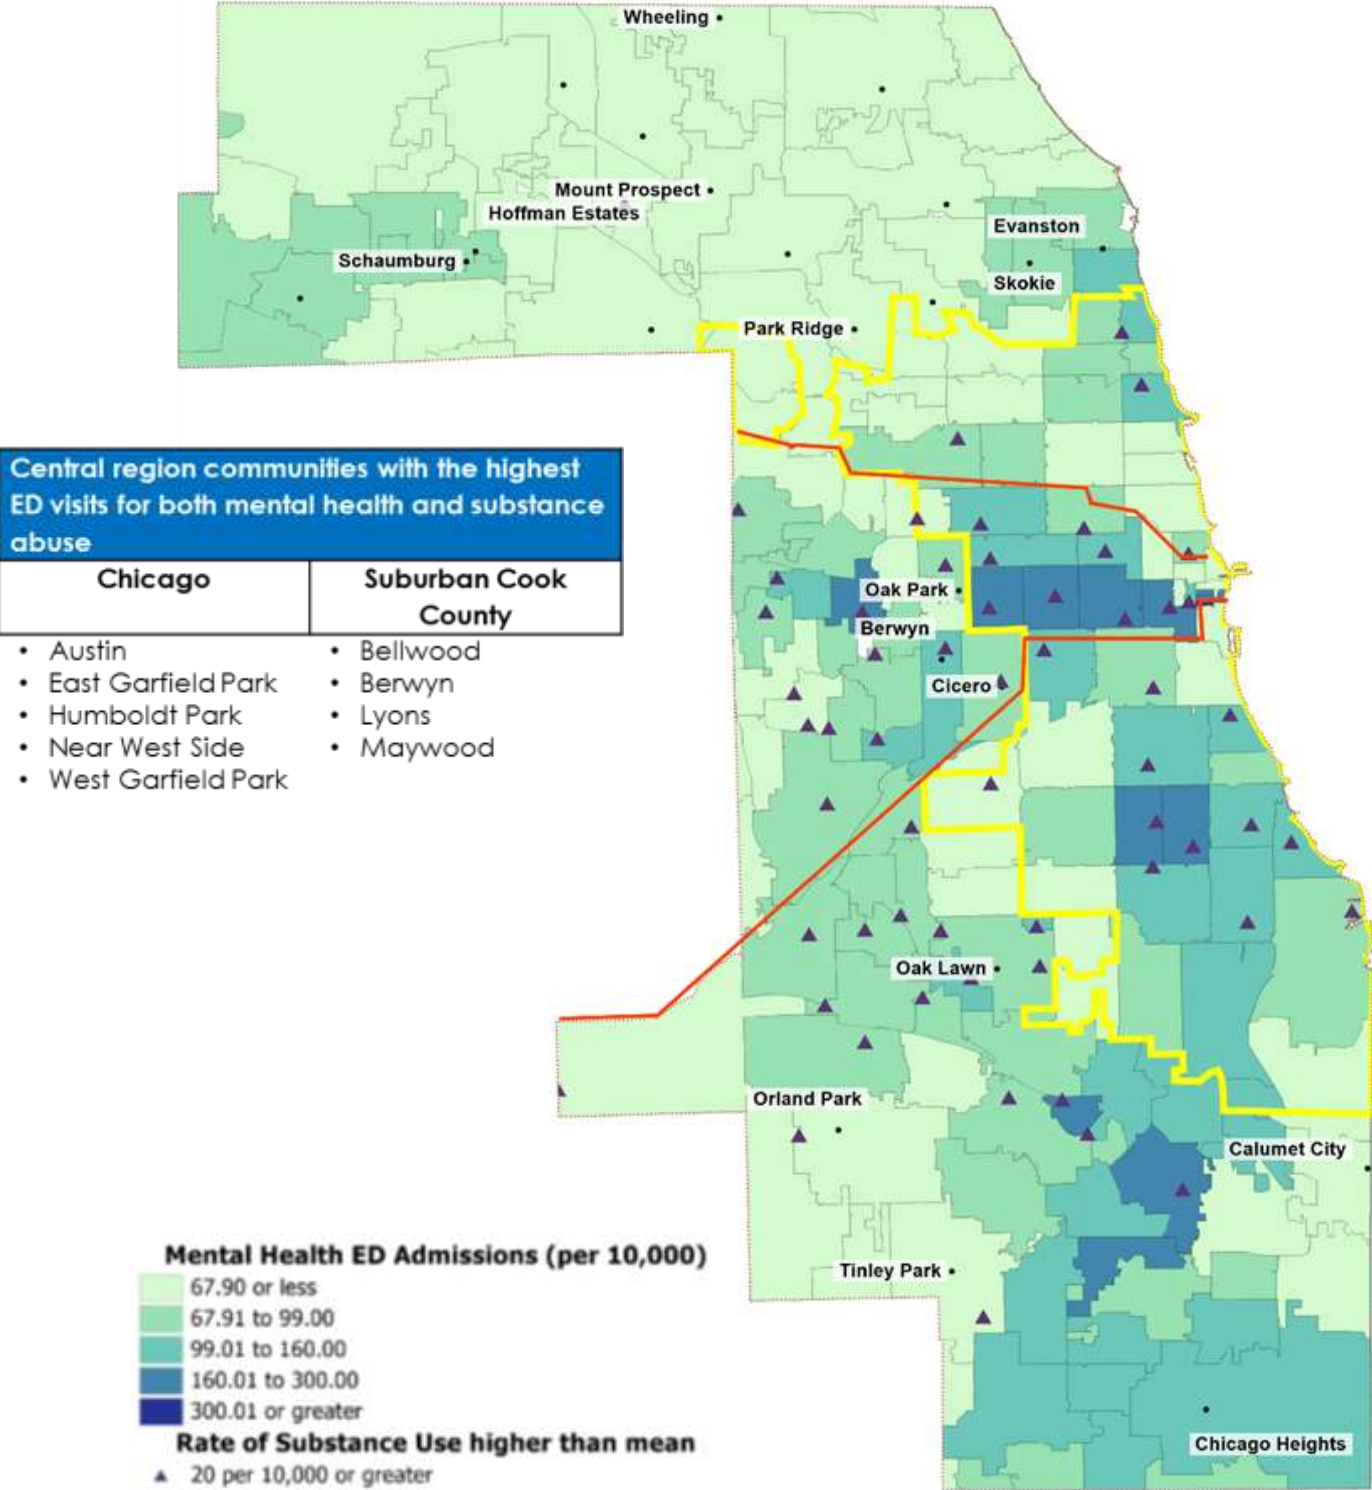 Wheeling
Mount Prospect
Hoffman Estates
Evanston
Schaumburg
Skokie
Park Ridge
Central region communities with the highest
ED visits for both mental health and substance
abuse
Chicago
Suburban Cook
County
• Austin
• East Garfield Park
• Humboldt Park
• Near West Side
• West Garfield Park
• Bellwood
• Berwyn
• Lyons
• Maywood
Oak Park
Berwyn
Cicero
Oak Lawn
Orland Park
Calumet City
Tinley Park
Chicago Heights
Mental Health ED Admissions (per 10,000)
67.90 or less
67.91 to 99.00
99.01 to 160.00
160.01 to 300.00
300.01 or greater
Rate of Substance Use higher than mean
20 per 10,000 or greater